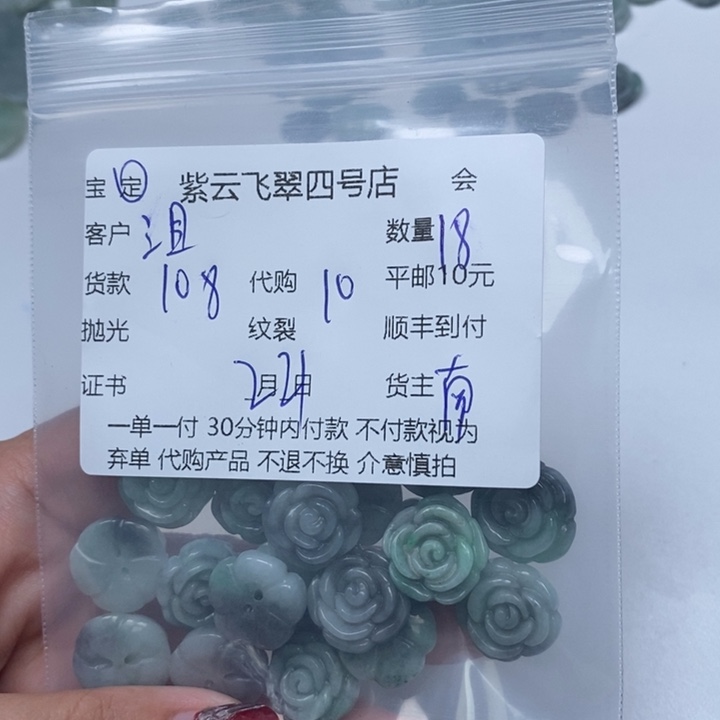 宝 定 紫云飞翠四号店 会
客户 沮 数量 18
货款 108 代购 10 平邮10元
抛光 纹裂 顺丰到付
证书 2月21日 货主
一单一付 30分钟内付款 不付款视为
弃单 代购产品 不退不换 介意慎拍